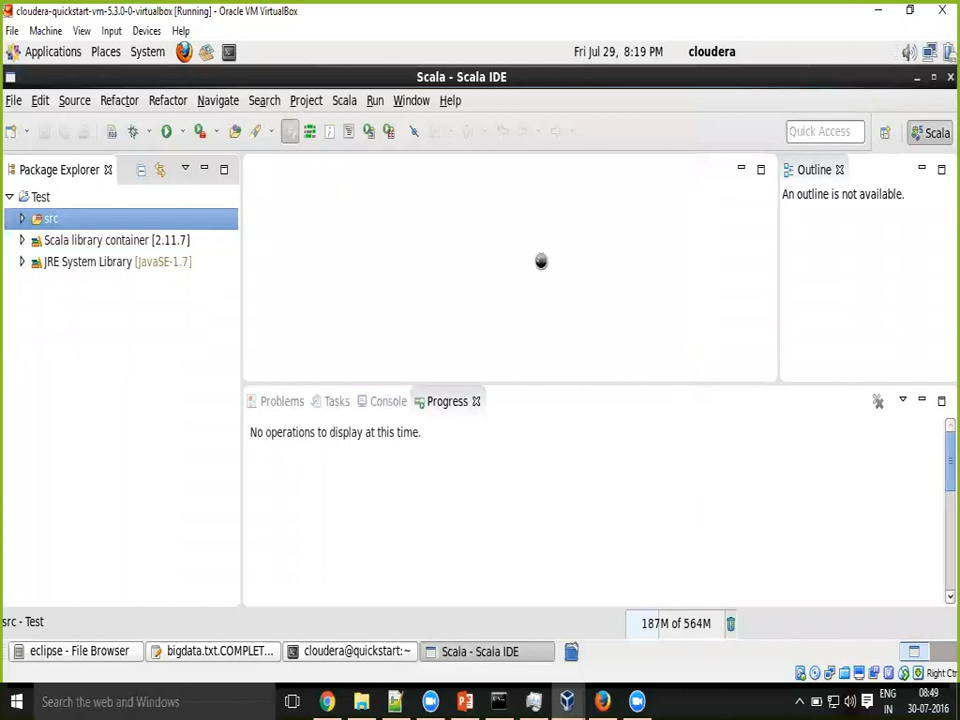 cloudera-quickstart-vm-5.3.0-0-virtualbox [Running] - Oracle VM VirtualBox
File Machine View Input Devices Help
Applications Places System Fri Jul 29, 8:19 PM cloudera
Scala - Scala IDE
File Edit Source Refactor Refactor Navigate Search Project Scala Run Window Help
Quick Access Scala
Package Explorer Outline
Test
An outline is not available.
src
Scala library container [2.11.7]
JRE System Library [JavaSE-1.7]
Problems Tasks Console Progress
No operations to display at this time.
src - Test
187M of 564M
eclipse - File Browser bigdata.txt.COMPLET... cloudera@quickstart:~ Scala - Scala IDE
Right Ctr
Search the web and Windows
ENG 08:49
IN 30-07-2016